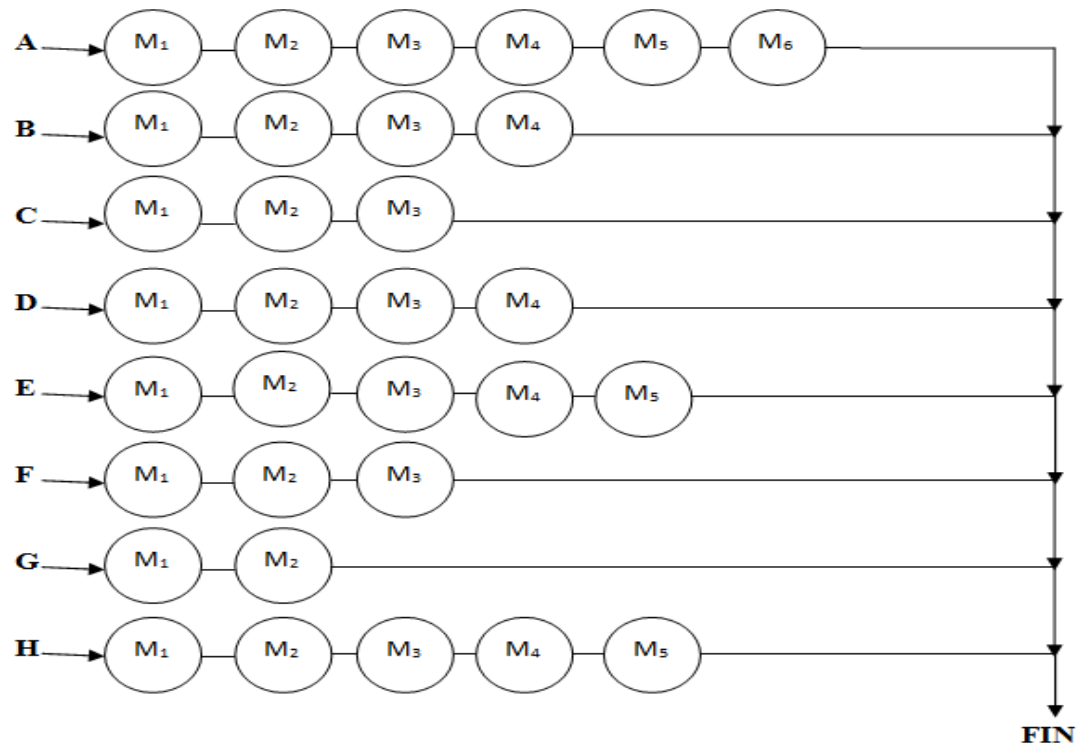 A M₁ M₂ M₃ M₄ M₅ M₆
B M₁ M₂ M₃ M₄
C M₁ M₂ M₃
D M₁ M₂ M₃ M₄
E M₁ M₂ M₃ M₄ M₅
F M₁ M₂ M₃
G M₁ M₂
H M₁ M₂ M₃ M₄ M₅
FIN